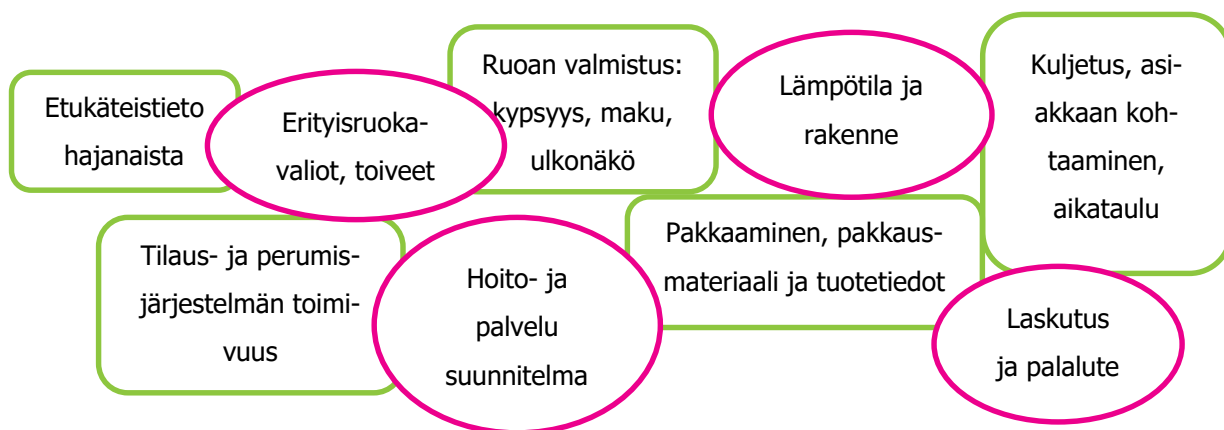 Etukäteistieto
hajanaista
Erityisruoka-
valiot, toiveet
Ruoan valmistus:
kypsyys, maku,
ulkonäkö
Lämpötila ja
rakenne
Kuljetus, asi-
akkaan koh-
taaminen,
aikataulu
Tilaus- ja perumis-
järjestelmän toimi-
vuus
Hoito- ja
palvelu
suunnitelma
Pakkaaminen, pakkaus-
materiaali ja tuotetiedot
Laskutus
ja palalute